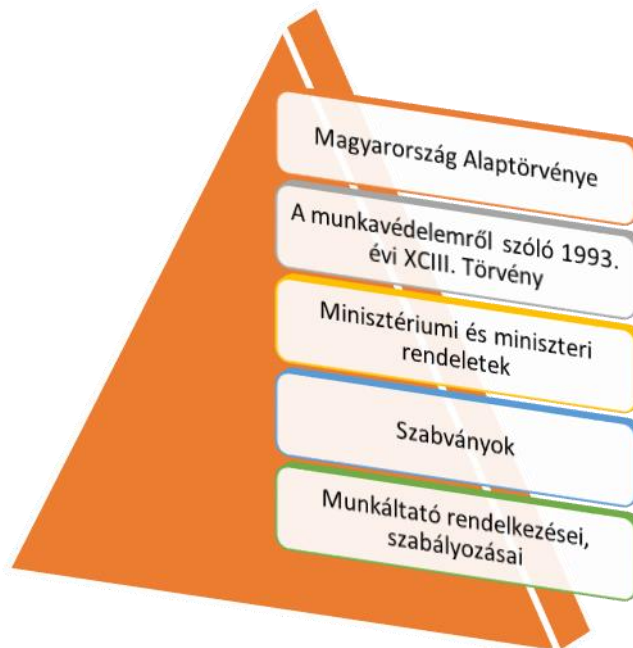 Magyarország Alaptörvénye
A munkavédelemről szóló 1993.
évi XCIII. Törvény
Minisztériumi és miniszteri
rendeletek
Szabványok
Munkáltató rendelkezései,
szabályozásai